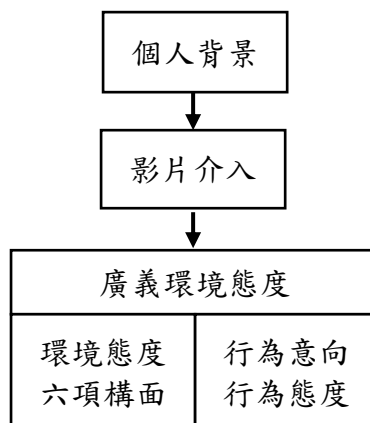 個人背景
影片介入
廣義環境態度
環境態度
六項構面
行為意向
行為態度